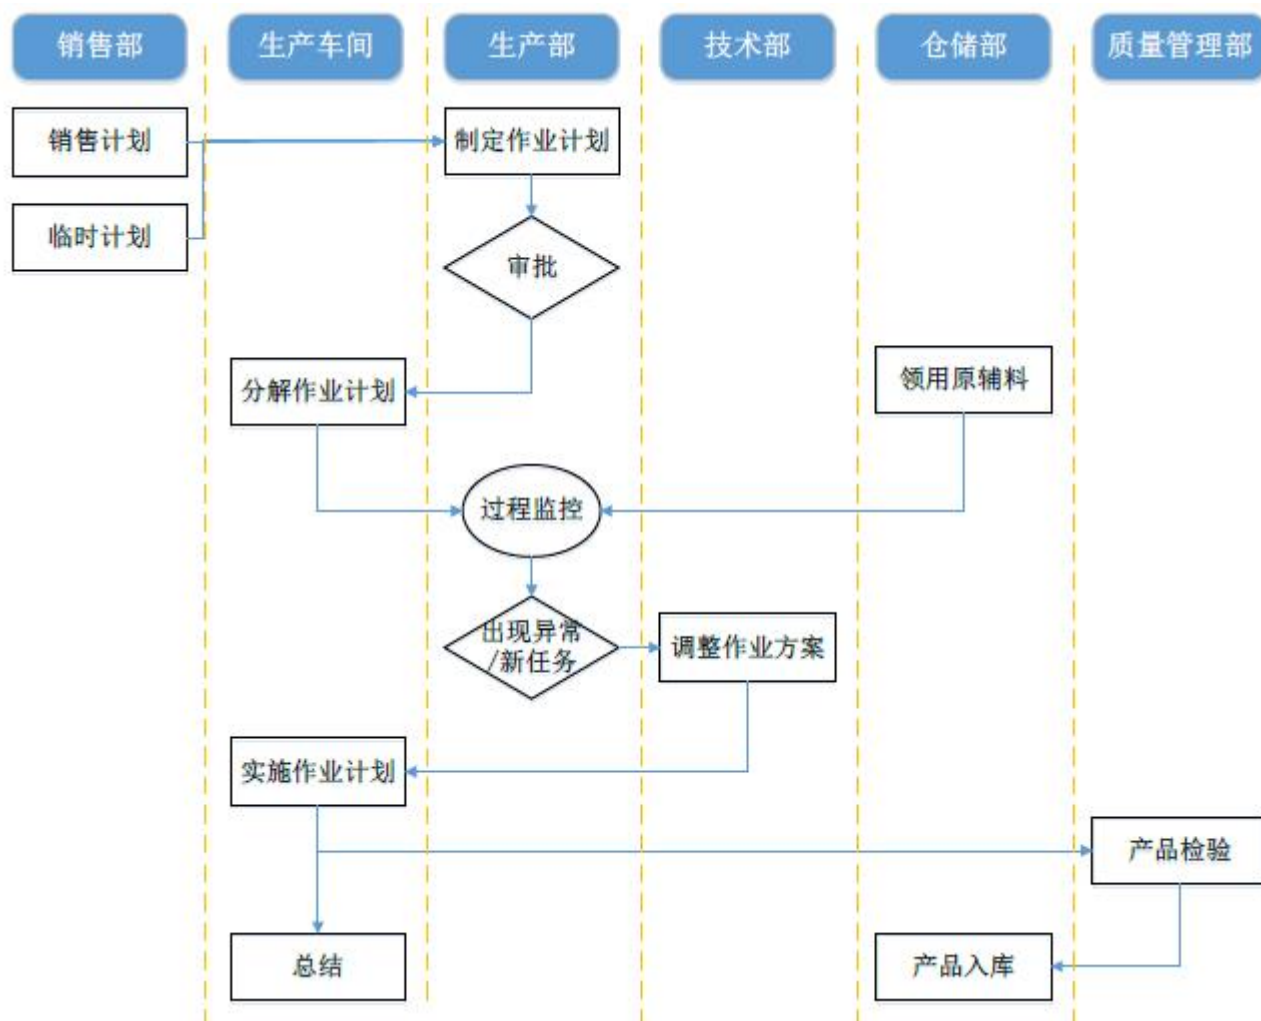 销售部
生产车间
生产部
技术部
仓储部
质量管理部
销售计划
制定作业计划
临时计划
审批
分解作业计划
领用原辅料
过程监控
出现异常
/新任务
调整作业方案
实施作业计划
产品检验
总结
产品入库